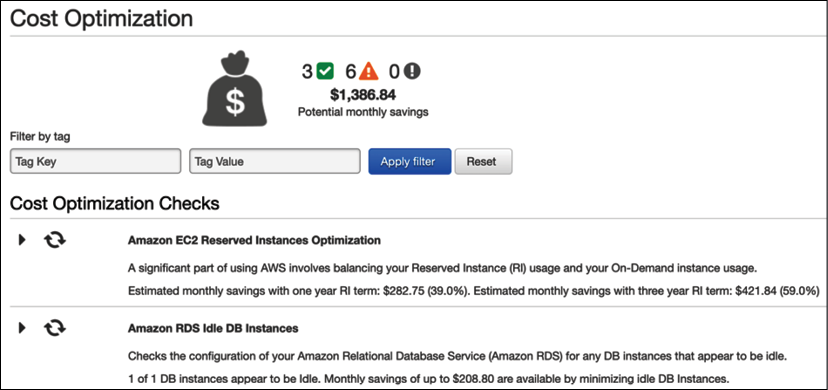 Cost Optimization
3 6 0
$1,386.84
Potential monthly savings
Filter by tag
Tag Key Tag Value Apply filter Reset
Cost Optimization Checks
Amazon EC2 Reserved Instances Optimization
A significant part of using AWS involves balancing your Reserved Instance (RI) usage and your On-Demand instance usage.
Estimated monthly savings with one year RI term: $282.75 (39.0%). Estimated monthly savings with three year RI term: $421.84 (59.0%)
Amazon RDS Idle DB Instances
Checks the configuration of your Amazon Relational Database Service (Amazon RDS) for any DB instances that appear to be idle.
1 of 1 DB instances appear to be Idle. Monthly savings of up to $208.80 are available by minimizing idle DB Instances.